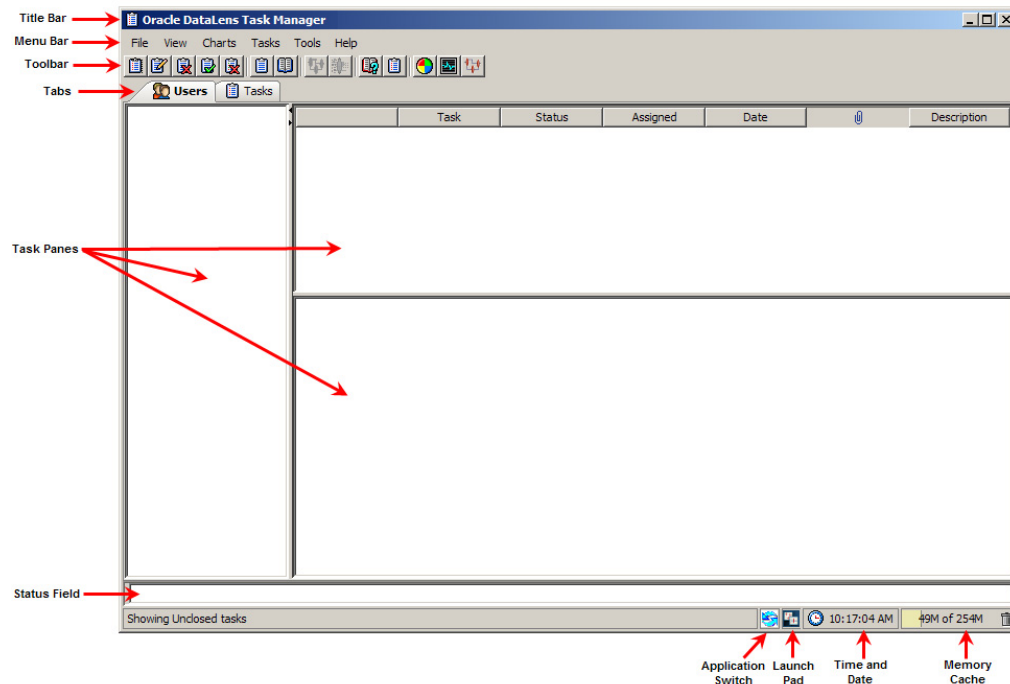 Title Bar
Oracle DataLens Task Manager
Menu Bar
File View Charts Tasks Tools Help
Toolbar
Tabs
Users Tasks
Task Status Assigned Date Description
Task Panes
Status Field
Showing Unclosed tasks
10:17:04 AM
49M of 254M
Application Switch
Launch Pad
Time and Date
Memory Cache